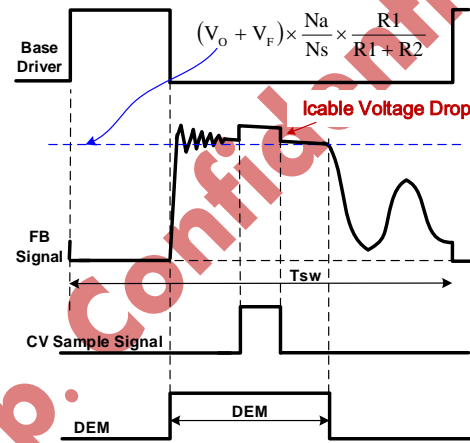 Base Driver
(V_O + V_F) × Na/Ns × R1/(R1 + R2)
Icable Voltage Drop
FB Signal
Tsw
CV Sample Signal
DEM
DEM
p. Confidenti